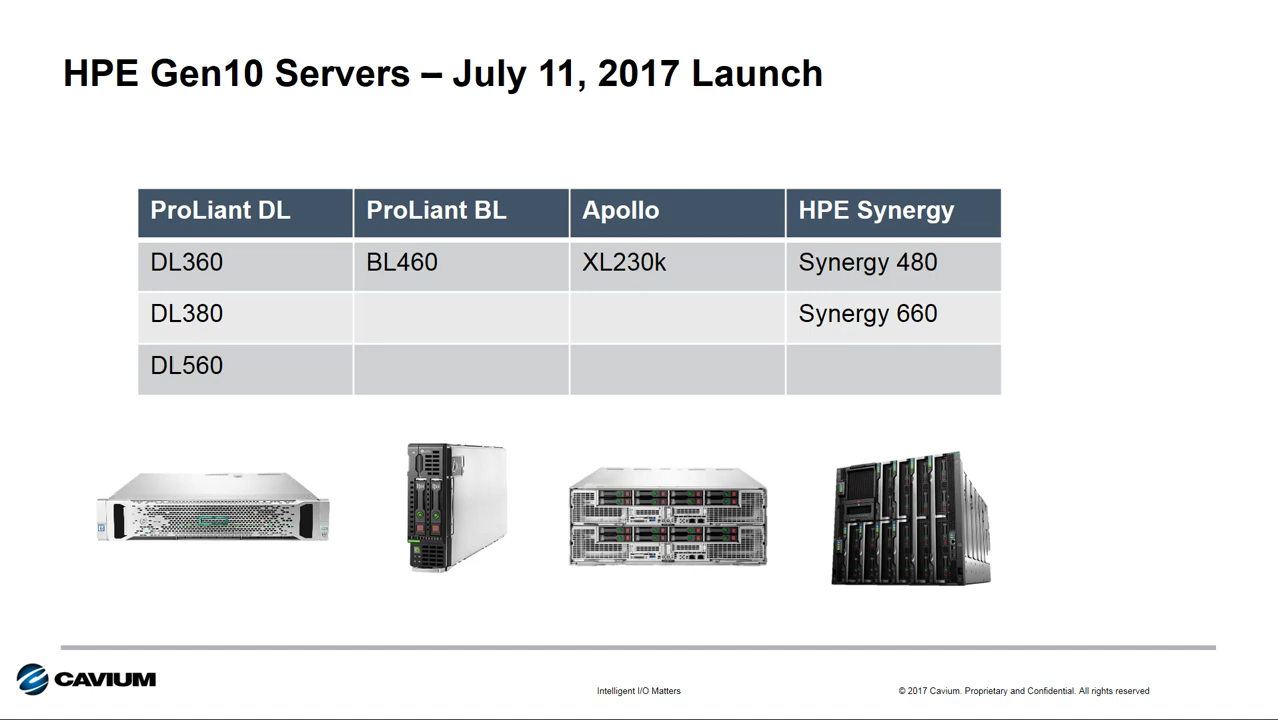 HPE Gen10 Servers – July 11, 2017 Launch
ProLiant DL ProLiant BL Apollo HPE Synergy
DL360 BL460 XL230k Synergy 480
DL380 Synergy 660
DL560
CAVIUM
Intelligent I/O Matters
© 2017 Cavium. Proprietary and Confidential. All rights reserved